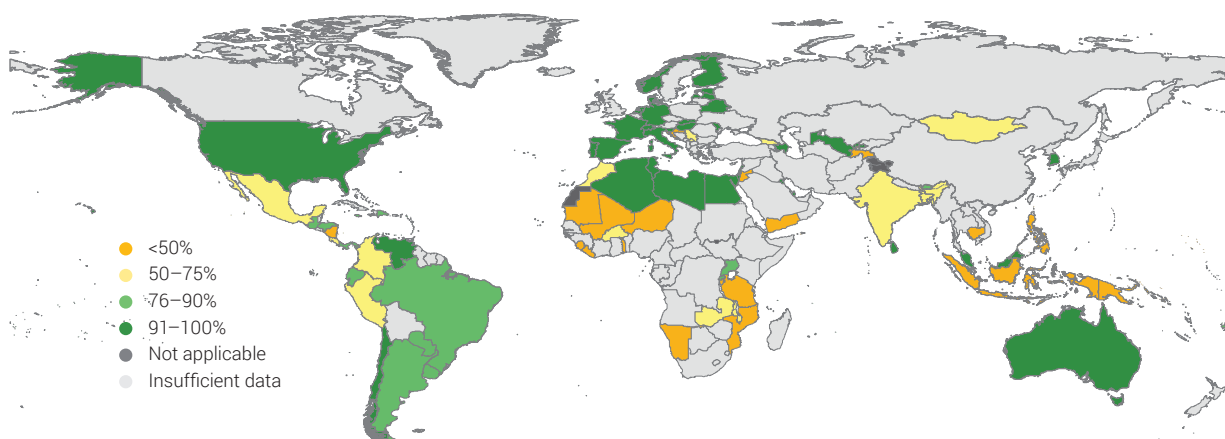 <50%
50–75%
76–90%
91–100%
Not applicable
Insufficient data